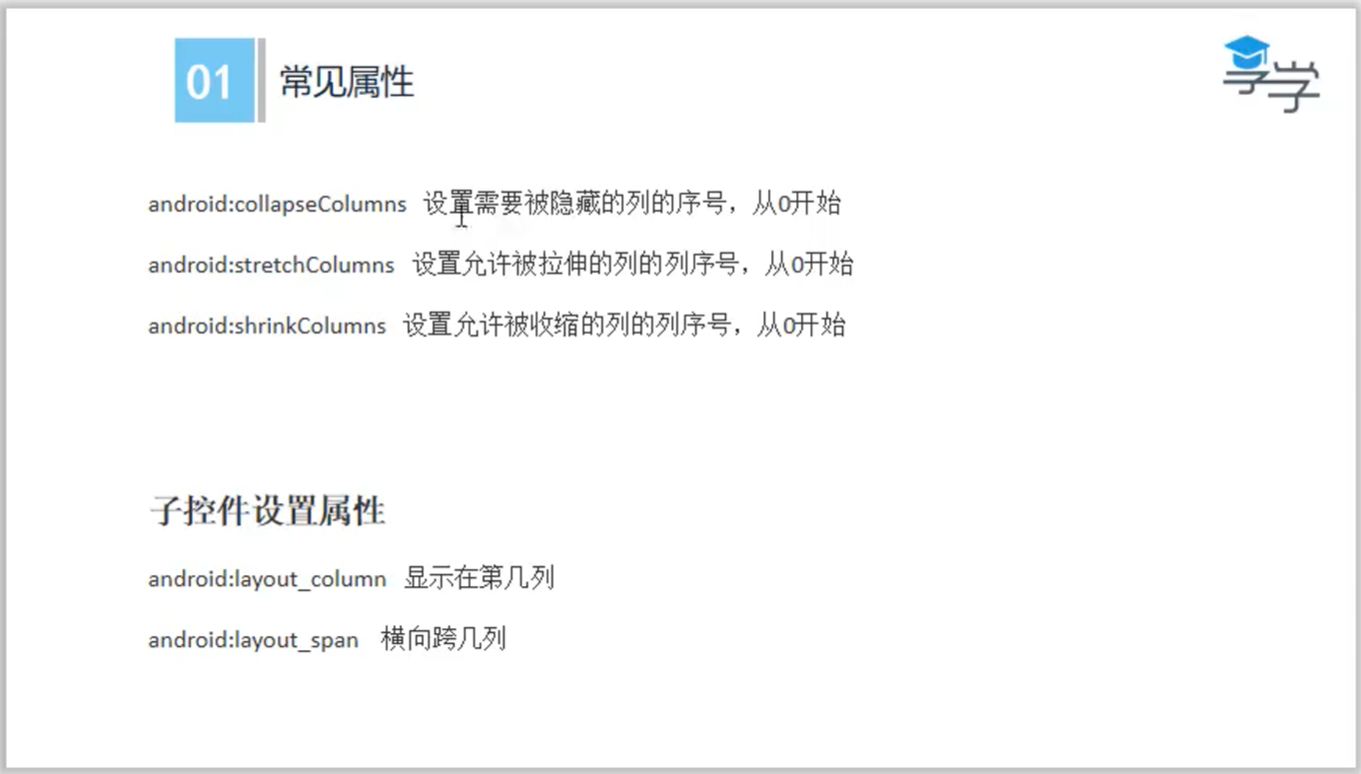 01 常见属性
学学
android:collapseColumns 设置需要被隐藏的列的序号，从0开始
android:stretchColumns 设置允许被拉伸的列的列序号，从0开始
android:shrinkColumns 设置允许被收缩的列的列序号，从0开始
子控件设置属性
android:layout_column 显示在第几列
android:layout_span 横向跨几列